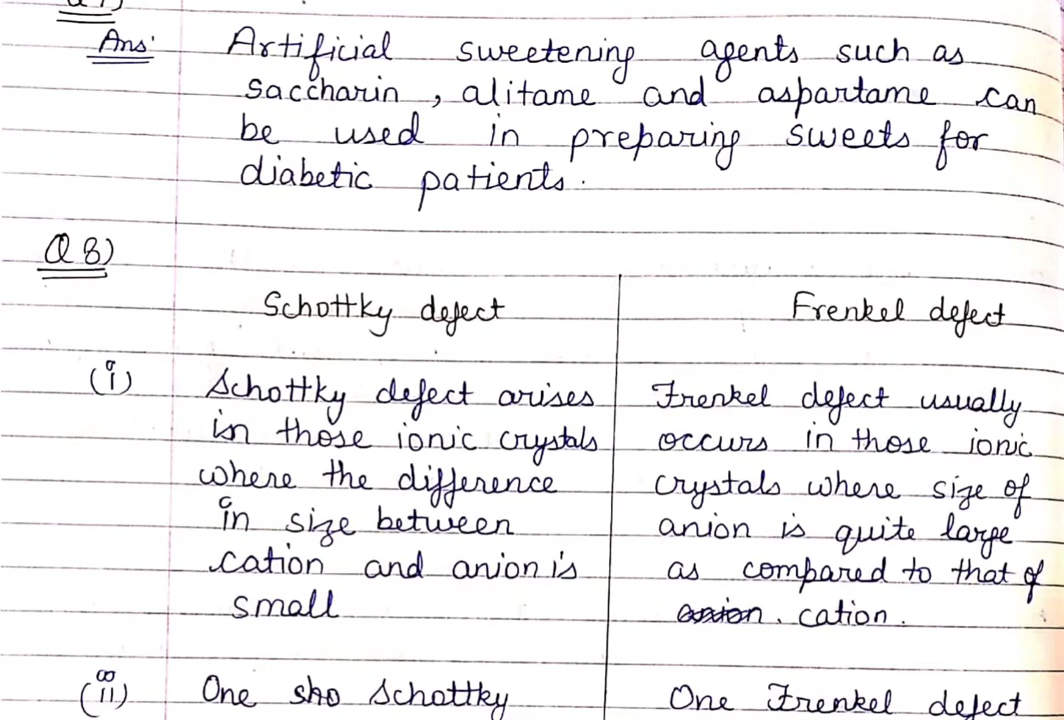 Ans: Artificial sweetening agents such as
saccharin, alitame and aspartame can
be used in preparing sweets for
diabetic patients.
Q 8)
Schottky defect
Frenkel defect
(i) Schottky defect arises
in those ionic crystals
where the difference
in size between
cation and anion is
small
Frenkel defect usually
occurs in those ionic
crystals where size of
anion is quite large
as compared to that of
anion. cation.
(ii) One sho Schottky
One Frenkel defect